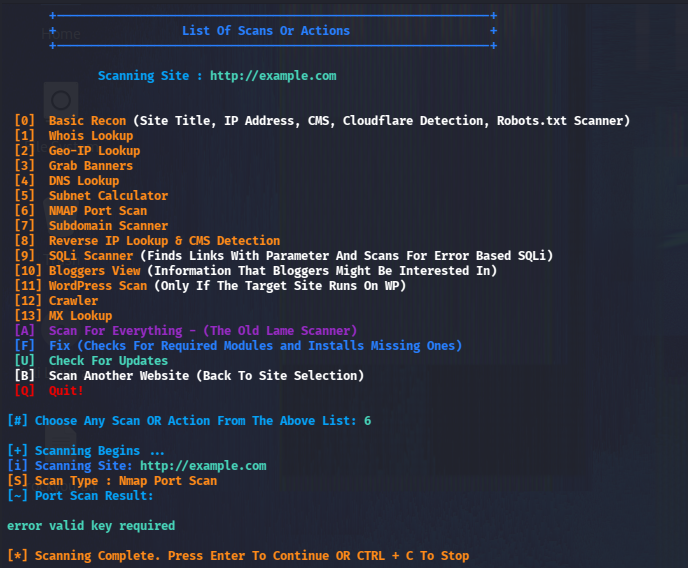 +--------------------------------------------------------------+
+ List Of Scans Or Actions +
+--------------------------------------------------------------+
Scanning Site : http://example.com
[0] Basic Recon (Site Title, IP Address, CMS, Cloudflare Detection, Robots.txt Scanner)
[1] Whois Lookup
[2] Geo-IP Lookup
[3] Grab Banners
[4] DNS Lookup
[5] Subnet Calculator
[6] NMAP Port Scan
[7] Subdomain Scanner
[8] Reverse IP Lookup & CMS Detection
[9] SQLi Scanner (Finds Links With Parameter And Scans For Error Based SQLi)
[10] Bloggers View (Information That Bloggers Might Be Interested In)
[11] WordPress Scan (Only If The Target Site Runs On WP)
[12] Crawler
[13] MX Lookup
[A] Scan For Everything - (The Old Lame Scanner)
[F] Fix (Checks For Required Modules and Installs Missing Ones)
[U] Check For Updates
[B] Scan Another Website (Back To Site Selection)
[Q] Quit!
[#] Choose Any Scan OR Action From The Above List: 6
[+] Scanning Begins ...
[i] Scanning Site: http://example.com
[S] Scan Type : Nmap Port Scan
[~] Port Scan Result:
error valid key required
[*] Scanning Complete. Press Enter To Continue OR CTRL + C To Stop